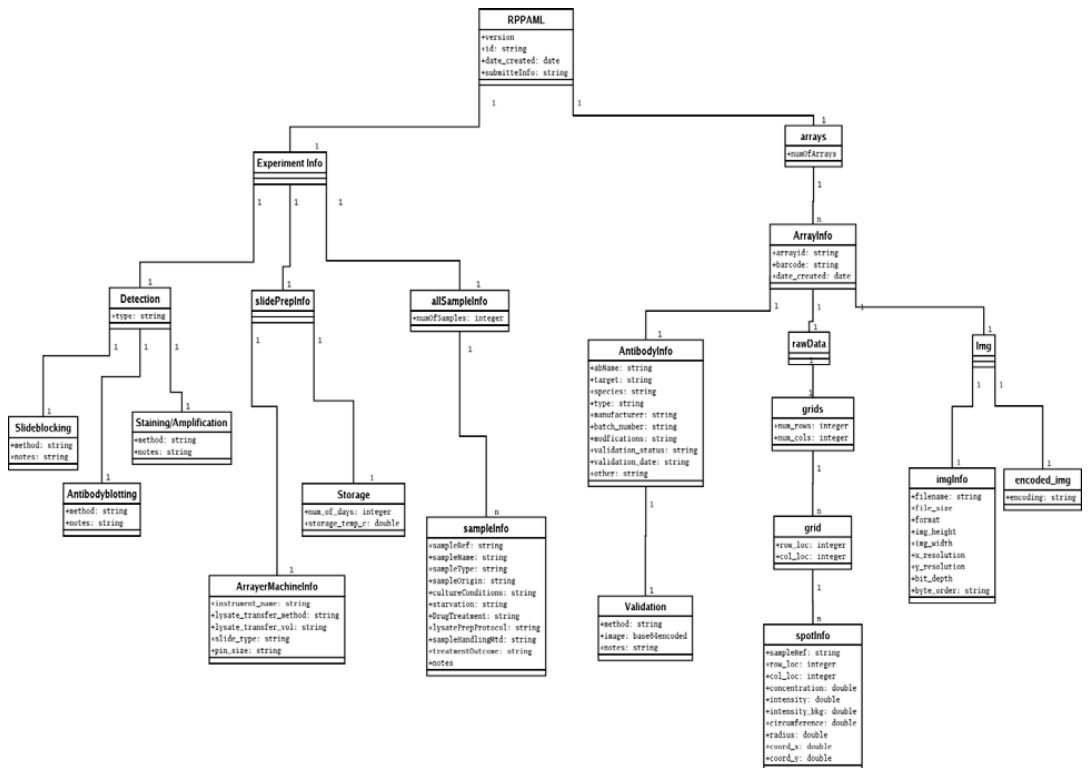 RPPAML
+version
+id: string
+date_created: date
+submitteInfo: string
1
1
1
1
Experiment Info
1
1
1
arrays
+numOfArrays
1
n
ArrayInfo
+arrayid: string
+barcode: string
+date_created: date
1
1
1
1
Detection
+type: string
1
1
1
1
slidePrepInfo
1
1
1
allSampleInfo
+numOfSamples: integer
1
1
AntibodyInfo
+abName: string
+target: string
+species: string
+type: string
+manufacturer: string
+batch_number: string
+modfications: string
+validation_status: string
+validation_date: string
+other: string
1
1
rawData
1
1
Img
1
1
1
grids
+num_rows: integer
+num_cols: integer
1
1
Slideblocking
+method: string
+notes: string
1
Staining/Amplification
+method: string
+notes: string
1
Antibodyblotting
+method: string
+notes: string
1
Storage
+num_of_days: integer
+storage_temp_c: double
1
imgInfo
+filename: string
+file_size
+format
+img_height
+img_width
+x_resolution
+y_resolution
+bit_depth
+byte_order: string
1
encoded_img
+encoding: string
n
sampleInfo
+sampleRef: string
+sampleName: string
+sampleType: string
+sampleOrigin: string
+cultureConditions: string
+starvation: string
+DrugTreatment: string
+lysatePrepProtocol: string
+sampleHandlingMtd: string
+treatmentOutcome: string
+notes
n
grid
+row_loc: integer
+col_loc: integer
1
1
ArrayerMachineInfo
+instrument_name: string
+lysate_transfer_method: string
+lysate_transfer_vol: string
+slide_type: string
+pin_size: string
1
Validation
+method: string
+image: base64encoded
+notes: string
n
spotInfo
+sampleRef: string
+row_loc: integer
+col_loc: integer
+concentration: double
+intensity: double
+intensity_bkg: double
+circumference: double
+radius: double
+coord_x: double
+coord_y: double